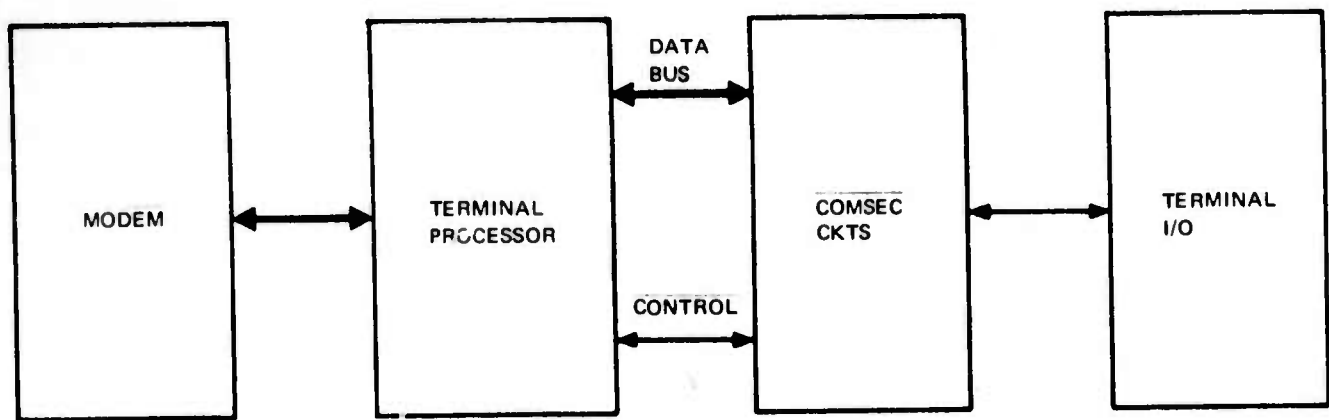 DATA
BUS
MODEM
TERMINAL
PROCESSOR
COMSEC
CKTS
TERMINAL
I/O
CONTROL